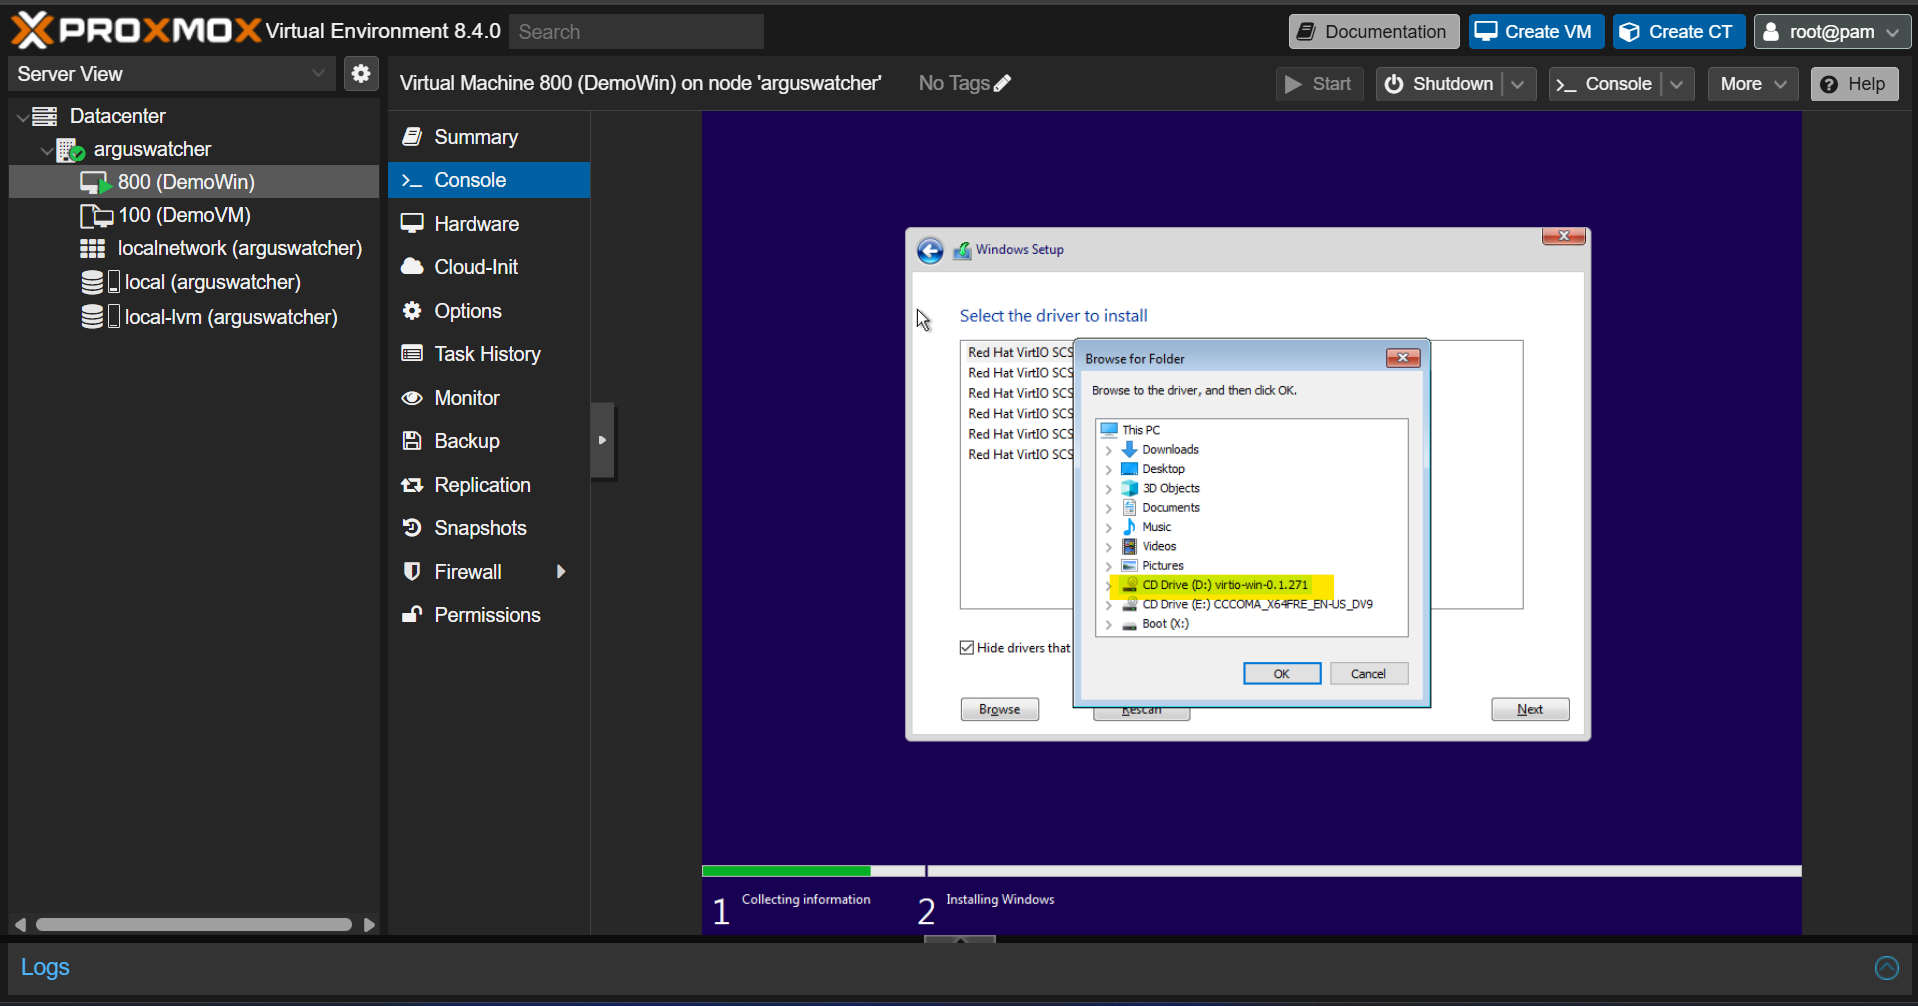 PROXMOX Virtual Environment 8.4.0 Search Documentation Create VM Create CT root@pam
Server View
Virtual Machine 800 (DemoWin) on node 'arguswatcher' No Tags Start Shutdown Console More Help
Datacenter
arguswatcher
800 (DemoWin)
100 (DemoVM)
localnetwork (arguswatcher)
local (arguswatcher)
local-lvm (arguswatcher)
Summary
Console
Hardware
Cloud-Init
Options
Task History
Monitor
Backup
Replication
Snapshots
Firewall
Permissions
Windows Setup
Select the driver to install
Red Hat VirtIO SCS
Red Hat VirtIO SCS
Red Hat VirtIO SCS
Red Hat VirtIO SCS
Red Hat VirtIO SCS
Red Hat VirtIO SCS
Hide drivers that
Browse Rescan Next
Browse for Folder
Browse to the driver, and then click OK.
This PC
Downloads
Desktop
3D Objects
Documents
Music
Videos
Pictures
CD Drive (D:) virtio-win-0.1.271
CD Drive (E:) CCCOMA_X64FRE_EN-US_DV9
Boot (X:)
OK Cancel
1 Collecting information 2 Installing Windows
Logs